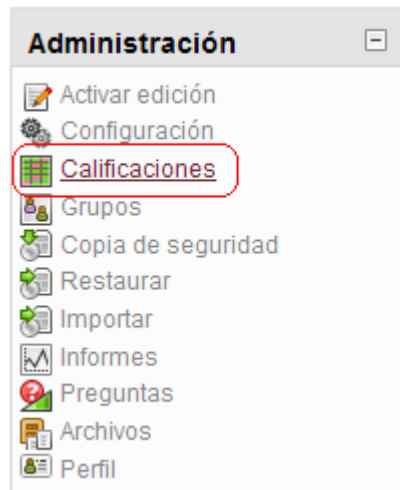 Administración
Activar edición
Configuración
Calificaciones
Grupos
Copia de seguridad
Restaurar
Importar
Informes
Preguntas
Archivos
Perfil